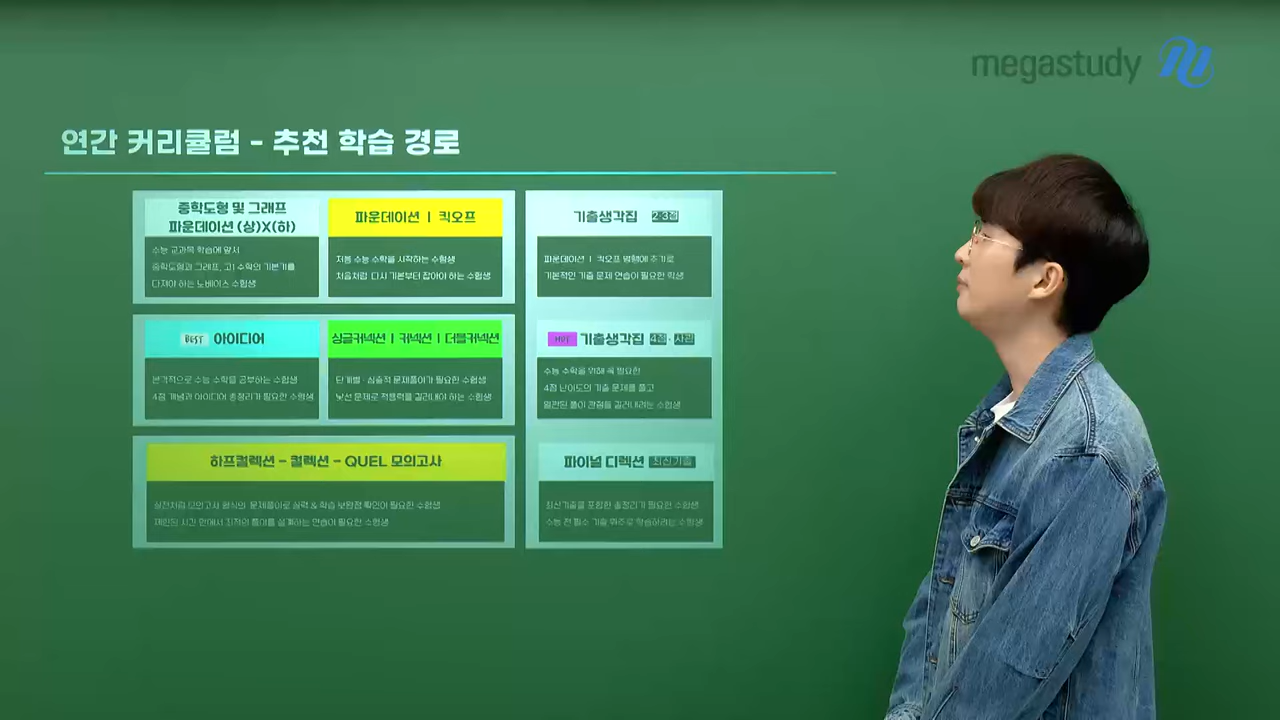 megastudy
연간 커리큘럼 - 추천 학습 경로
중학도형 및 그래프
파운데이션 (상)X(하)
수능 교과목 학습에 앞서
중학도형과 그래프, 고1 수학의 기본기를
다져야 하는 노베이스 수험생
파운데이션 | 킥오프
처음 수능 수학을 시작하는 수험생
처음처럼 다시 기본부터 잡아야 하는 수험생
기출생각집 2·3점
파운데이션 | 킥오프 병행에 추가로
기본적인 기출 문제 연습이 필요한 학생
BEST 아이디어
본격적으로 수능 수학을 공부하는 수험생
4점 개념과 아이디어 총정리가 필요한 수험생
싱글커넥션 | 커넥션 | 더블커넥션
단계별·심층적 문제풀이가 필요한 수험생
낯선 문제로 적용력을 길러내야 하는 수험생
HOT 기출생각집 4점·사관
수능 수학을 위해 꼭 필요한
4점 난이도의 기출 문제를 풀고
일관된 풀이 관점을 길러내려는 수험생
하프컬렉션 - 컬렉션 - QUEL 모의고사
실전처럼 모의고사 형식의 문제풀이로 실력 & 학습 보완점 확인이 필요한 수험생
제한된 시간 안에서 최적의 풀이를 설계하는 연습이 필요한 수험생
파이널 디렉션 최신기출
최신기출을 포함한 총정리가 필요한 수험생
수능 전 필수 기출 위주로 학습하려는 수험생